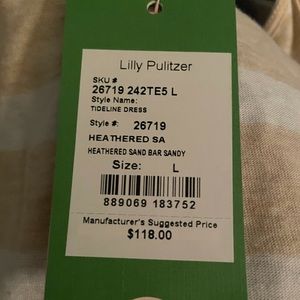 Lilly Pulitzer
SKU #
26719 242TE5 L
Style Name:
TIDELINE DRESS
Style #: 26719
HEATHERED SA
HEATHERED SAND BAR SANDY
Size: L
889069 183752
Manufacturer's Suggested Price
$118.00